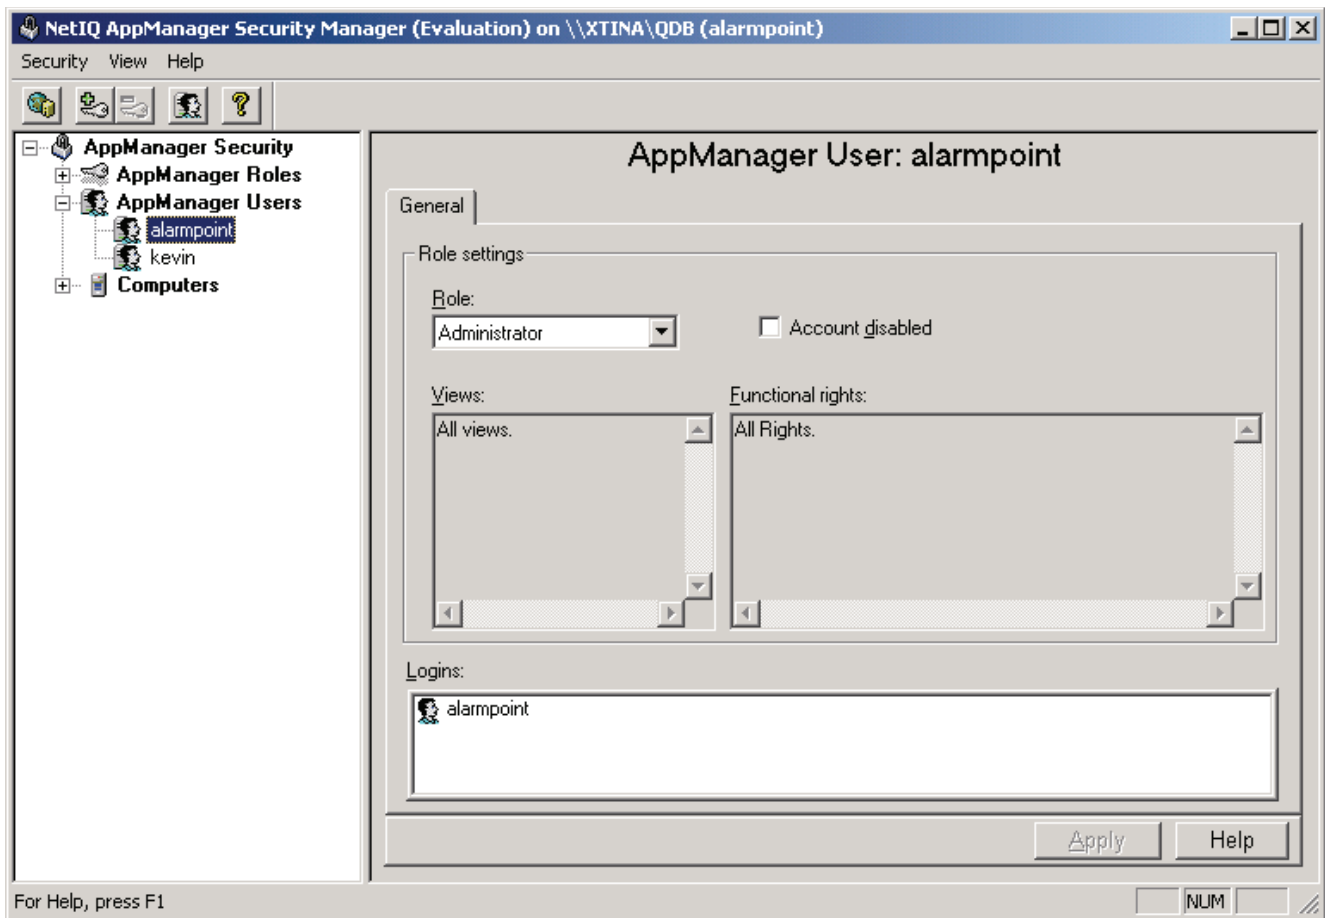 NetIQ AppManager Security Manager (Evaluation) on \\XTINA\QDB (alarmpoint)
Security View Help
AppManager Security
AppManager Roles
AppManager Users
alarmpoint
kevin
Computers
AppManager User: alarmpoint
General
Role settings
Role:
Administrator
Account disabled
Views:
All views.
Functional rights:
All Rights.
Logins:
alarmpoint
Apply
Help
For Help, press F1
NUM